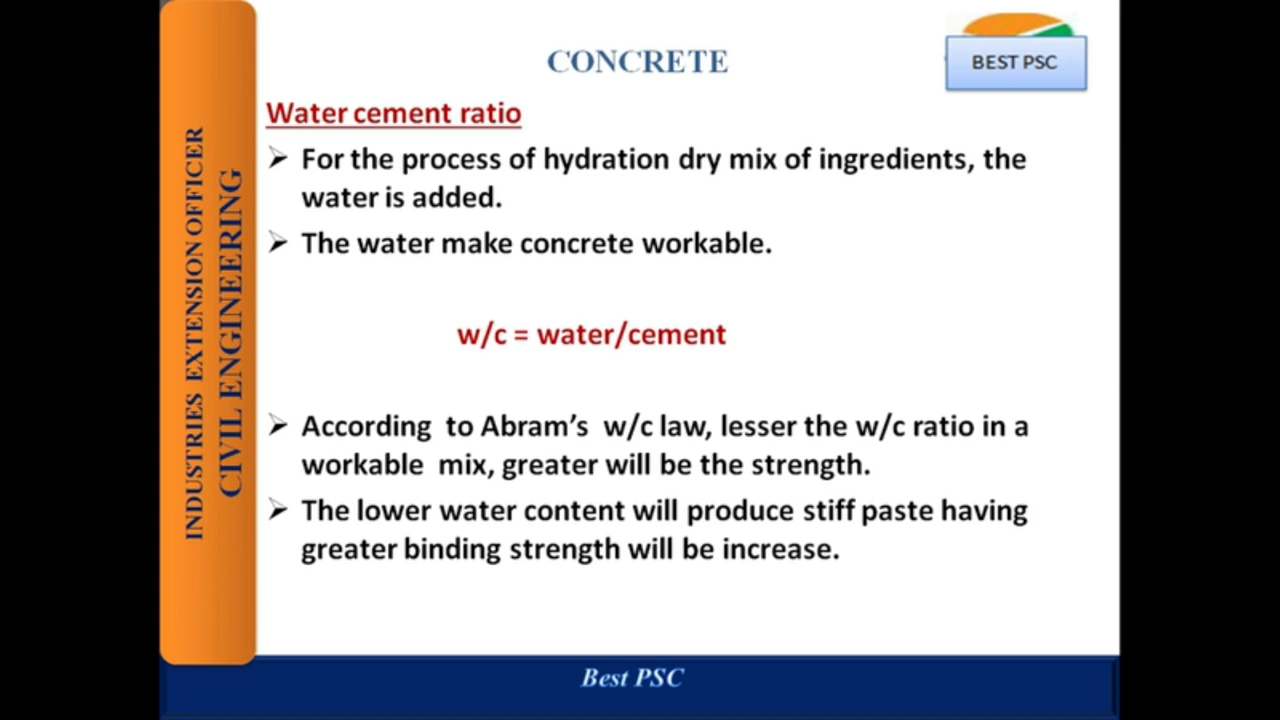 CONCRETE
BEST PSC
INDUSTRIES EXTENSION OFFICER
CIVIL ENGINEERING
Water cement ratio
➢ For the process of hydration dry mix of ingredients, the
water is added.
➢ The water make concrete workable.
w/c = water/cement
➢ According to Abram’s w/c law, lesser the w/c ratio in a
workable mix, greater will be the strength.
➢ The lower water content will produce stiff paste having
greater binding strength will be increase.
Best PSC